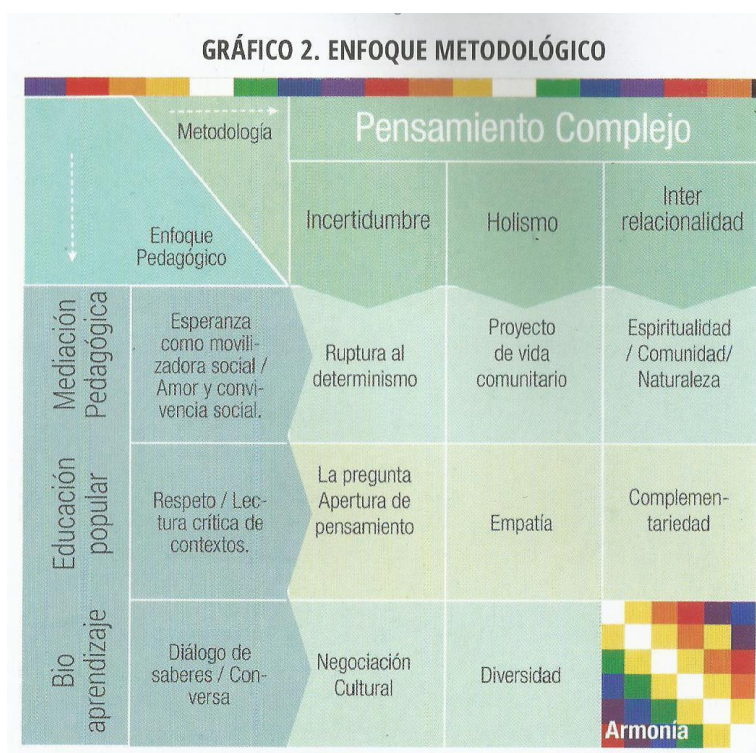 GRÁFICO 2. ENFOQUE METODOLÓGICO
Metodología
Enfoque
Pedagógico
Pensamiento Complejo
Incertidumbre
Holismo
Inter
relacionalidad
Mediación
Pedagógica
Esperanza
como movili-
zadora social /
Amor y convi-
vencia social.
Ruptura al
determinismo
Proyecto
de vida
comunitario
Espiritualidad
/ Comunidad/
Naturaleza
Educación
popular
Respeto / Lec-
tura crítica de
contextos.
La pregunta
Apertura de
pensamiento
Empatía
Complemen-
tariedad
Bio
aprendizaje
Diálogo de
saberes / Con-
versa
Negociación
Cultural
Diversidad
Armonía